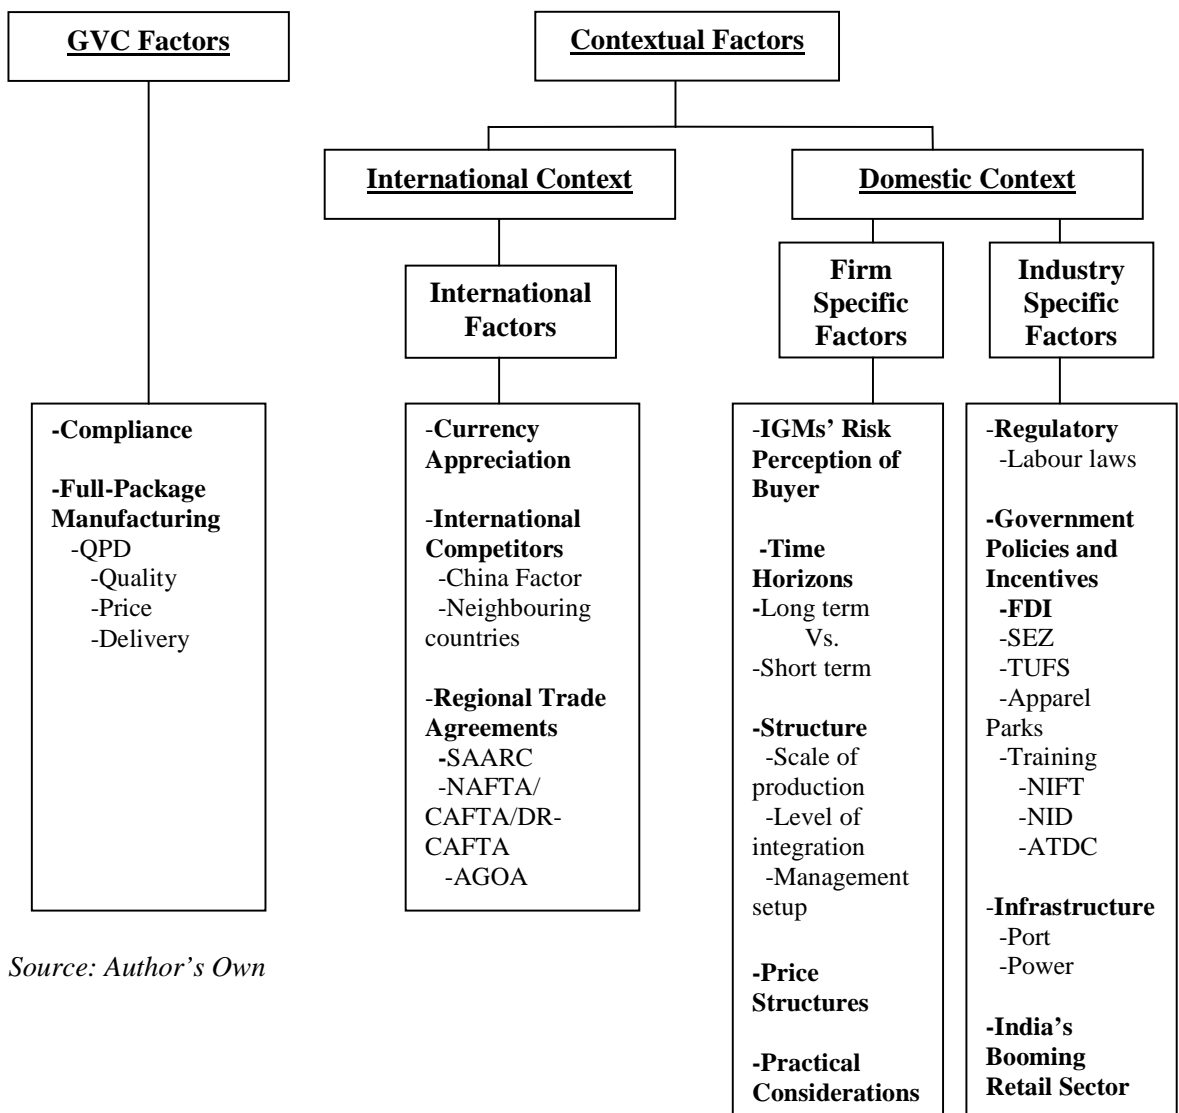 GVC Factors
Contextual Factors
International Context
Domestic Context
International
Factors
Firm
Specific
Factors
Industry
Specific
Factors
-Compliance
-Full-Package
Manufacturing
-QPD
-Quality
-Price
-Delivery
-Currency
Appreciation
-International
Competitors
-China Factor
-Neighbouring
countries
-Regional Trade
Agreements
-SAARC
-NAFTA/
CAFTA/DR-
CAFTA
-AGOA
-IGMs’ Risk
Perception of
Buyer
-Time
Horizons
-Long term
Vs.
-Short term
-Structure
-Scale of
production
-Level of
integration
-Management
setup
-Price
Structures
-Practical
Considerations
-Regulatory
-Labour laws
-Government
Policies and
Incentives
-FDI
-SEZ
-TUFS
-Apparel
Parks
-Training
-NIFT
-NID
-ATDC
-Infrastructure
-Port
-Power
-India’s
Booming
Retail Sector
Source: Author’s Own